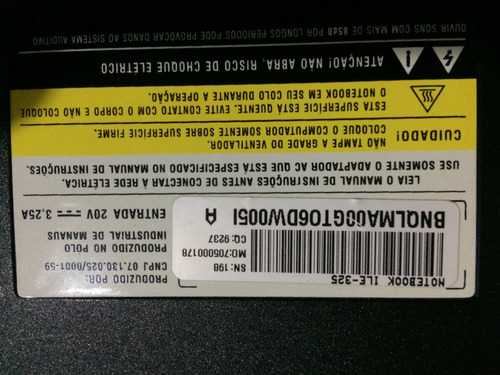 NOTEBOOK ILE-325
SN: 199
MG:705000178
CQ: 9237
BNQLMA00GT06DW005I A
PRODUZIDO POR:
CNPJ 07.130.025/0001-59
PRODUZIDO NO POLO
INDUSTRIAL DE MANAUS
ENTRADA 20V 3,25A
LEIA O MANUAL DE INSTRUÇÕES ANTES DE CONECTAR À REDE ELÉTRICA.
USE SOMENTE O ADAPTADOR AC QUE ESTÁ ESPECIFICADO NO MANUAL DE INSTRUÇÕES.
CUIDADO!
NÃO TAMPE A GRADE DO VENTILADOR.
COLOQUE O COMPUTADOR SOMENTE SOBRE SUPERFÍCIE FIRME.
ESTA SUPERFÍCIE ESTÁ QUENTE. EVITE CONTATO COM O CORPO E NÃO COLOQUE
O NOTEBOOK EM SEU COLO DURANTE A OPERAÇÃO.
ATENÇÃO! NÃO ABRA, RISCO DE CHOQUE ELÉTRICO
OUVIR SONS COM MAIS DE 85dB POR LONGOS PERÍODOS PODE PROVOCAR DANOS AO SISTEMA AUDITIVO